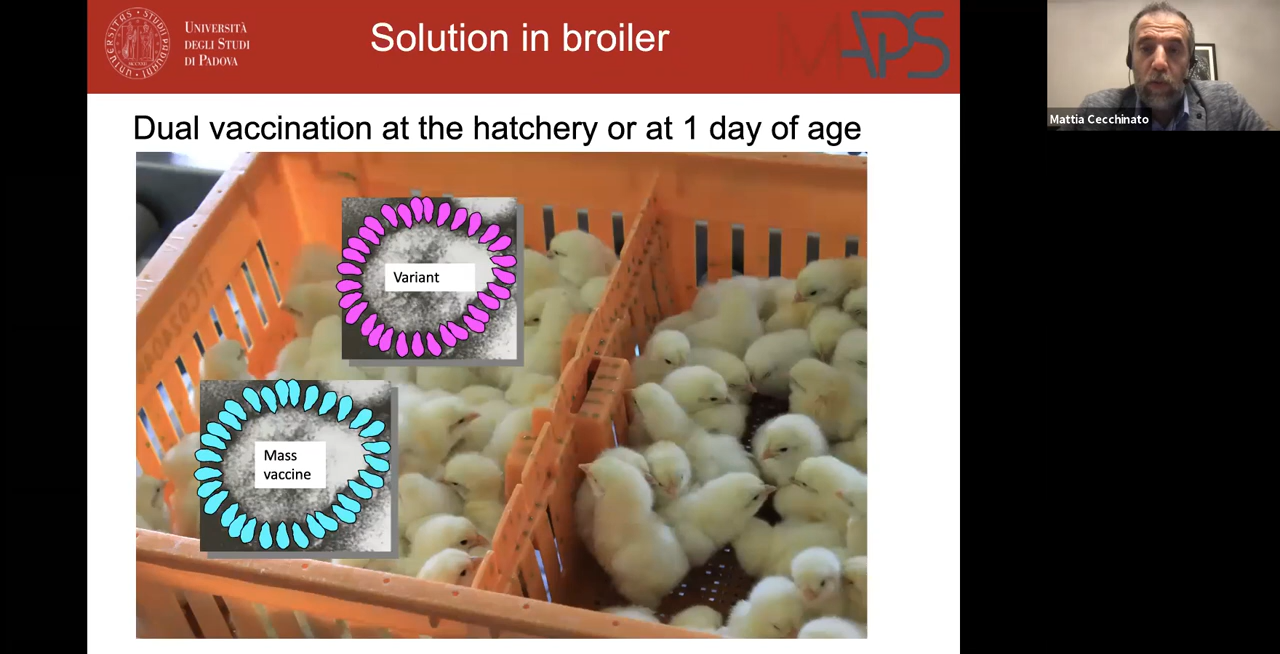 UNIVERSITÀ
DEGLI STUDI
DI PADOVA
Solution in broiler
MAPS
Mattia Cecchinato
Dual vaccination at the hatchery or at 1 day of age
Variant
Mass
vaccine